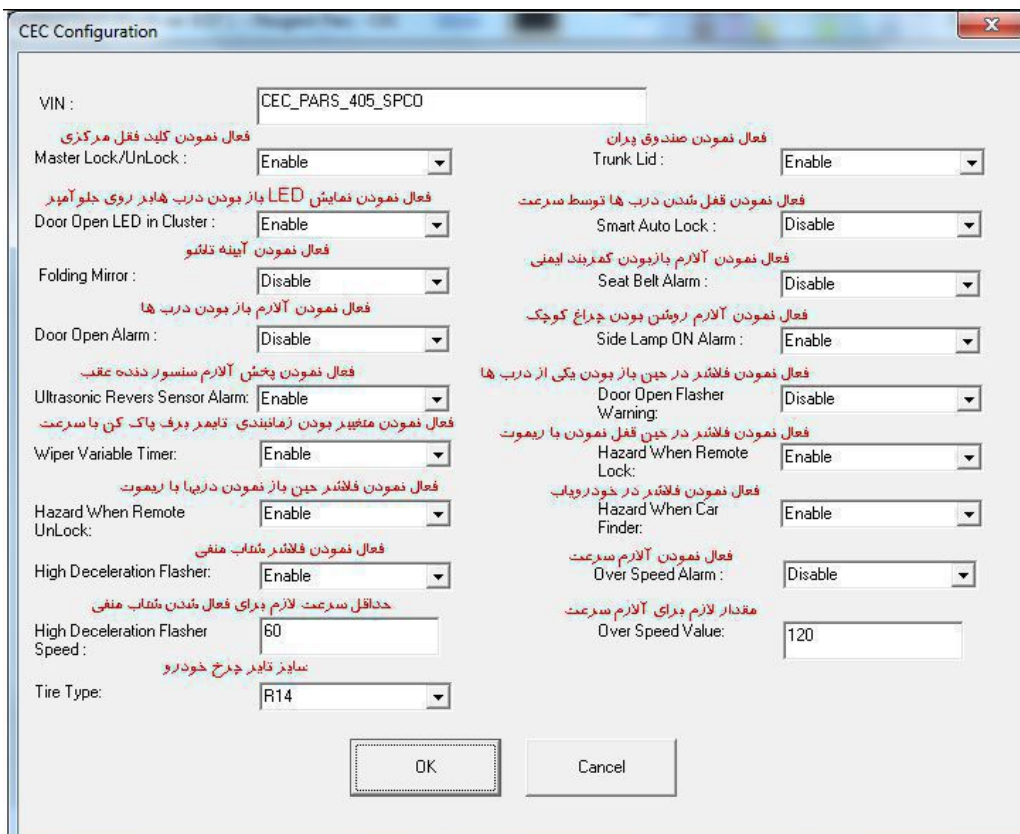 CEC Configuration
VIN :
CEC_PARS_405_SPCO
فعال نمودن کلید قفل مرکزی
Master Lock/UnLock :
Enable
فعال نمودن صندوق پران
Trunk Lid :
Enable
فعال نمودن نمایش LED باز بودن درب هابر روی جلو آمپر
Door Open LED in Cluster :
Enable
فعال نمودن قفل شدن درب ها توسط سرعت
Smart Auto Lock :
Disable
فعال نمودن آیینه تاشو
Folding Mirror :
Disable
فعال نمودن آلارم بازبودن کمربند ایمنی
Seat Belt Alarm :
Disable
فعال نمودن آلارم باز بودن درب ها
Door Open Alarm :
Disable
فعال نمودن آلارم روشن بودن چراغ کوچک
Side Lamp ON Alarm :
Enable
فعال نمودن پخش آلارم سنسور دنده عقب
Ultrasonic Revers Sensor Alarm:
Enable
فعال نمودن فلاشر در حین باز بودن یکی از درب ها
Door Open Flasher
Warning:
Disable
فعال نمودن متغییر بودن زمانبندی تایمر برف پاک کن با سرعت
Wiper Variable Timer:
Enable
فعال نمودن فلاشر در حین قفل نمودن با ریموت
Hazard When Remote
Lock:
Enable
فعال نمودن فلاشر حین باز نمودن دربها با ریموت
Hazard When Remote
UnLock:
Enable
فعال نمودن فلاشر در خودرویاب
Hazard When Car
Finder:
Enable
فعال نمودن فلاشر شتاب منفی
High Deceleration Flasher:
Enable
فعال نمودن آلارم سرعت
Over Speed Alarm :
Disable
حداقل سرعت لازم برای فعال شدن شتاب منفی
High Deceleration Flasher
Speed :
60
مقدار لازم برای آلارم سرعت
Over Speed Value:
120
سایز تایر چرخ خودرو
Tire Type:
R14
OK
Cancel